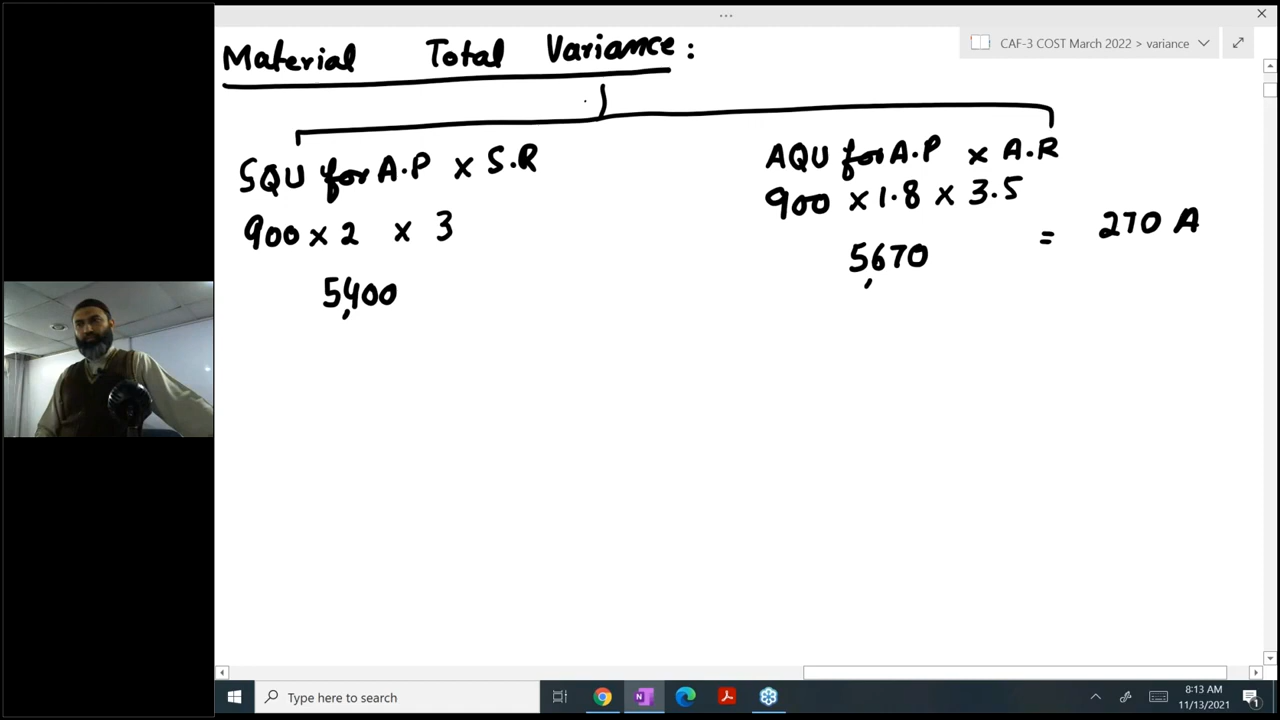 ...
CAF-3 COST March 2022 > variance
Material Total Variance :
SQU for A.P x S.R
900 x 2 x 3
5,400
AQU for A.P x A.R
900 x 1.8 x 3.5
5,670
= 270 A
Type here to search
8:13 AM
11/13/2021
1